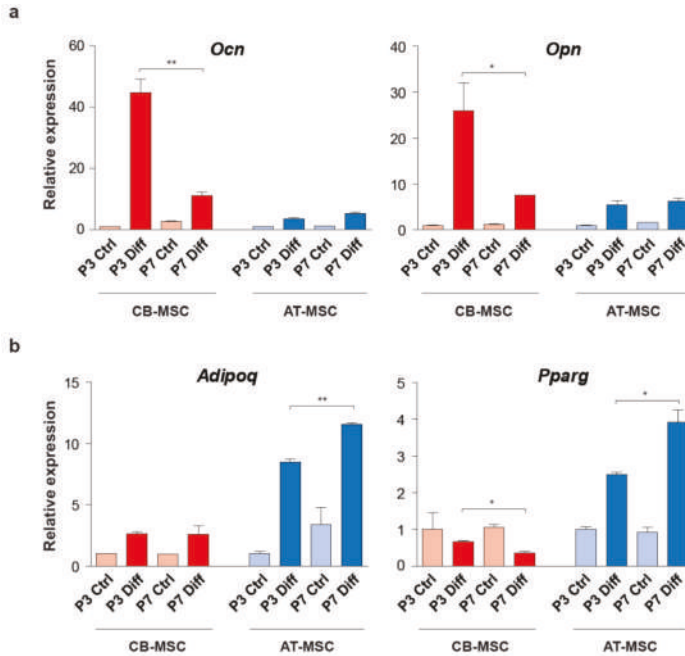 a
Ocn
Relative expression
60
40
20
0
**
P3 Ctrl
P3 Diff
P7 Ctrl
P7 Diff
P3 Ctrl
P3 Diff
P7 Ctrl
P7 Diff
CB-MSC
AT-MSC
Opn
40
30
20
10
0
*
P3 Ctrl
P3 Diff
P7 Ctrl
P7 Diff
P3 Ctrl
P3 Diff
P7 Ctrl
P7 Diff
CB-MSC
AT-MSC
b
Adipoq
Relative expression
15
10
5
0
**
P3 Ctrl
P3 Diff
P7 Ctrl
P7 Diff
P3 Ctrl
P3 Diff
P7 Ctrl
P7 Diff
CB-MSC
AT-MSC
Pparg
5
4
3
2
1
0
*
*
P3 Ctrl
P3 Diff
P7 Ctrl
P7 Diff
P3 Ctrl
P3 Diff
P7 Ctrl
P7 Diff
CB-MSC
AT-MSC